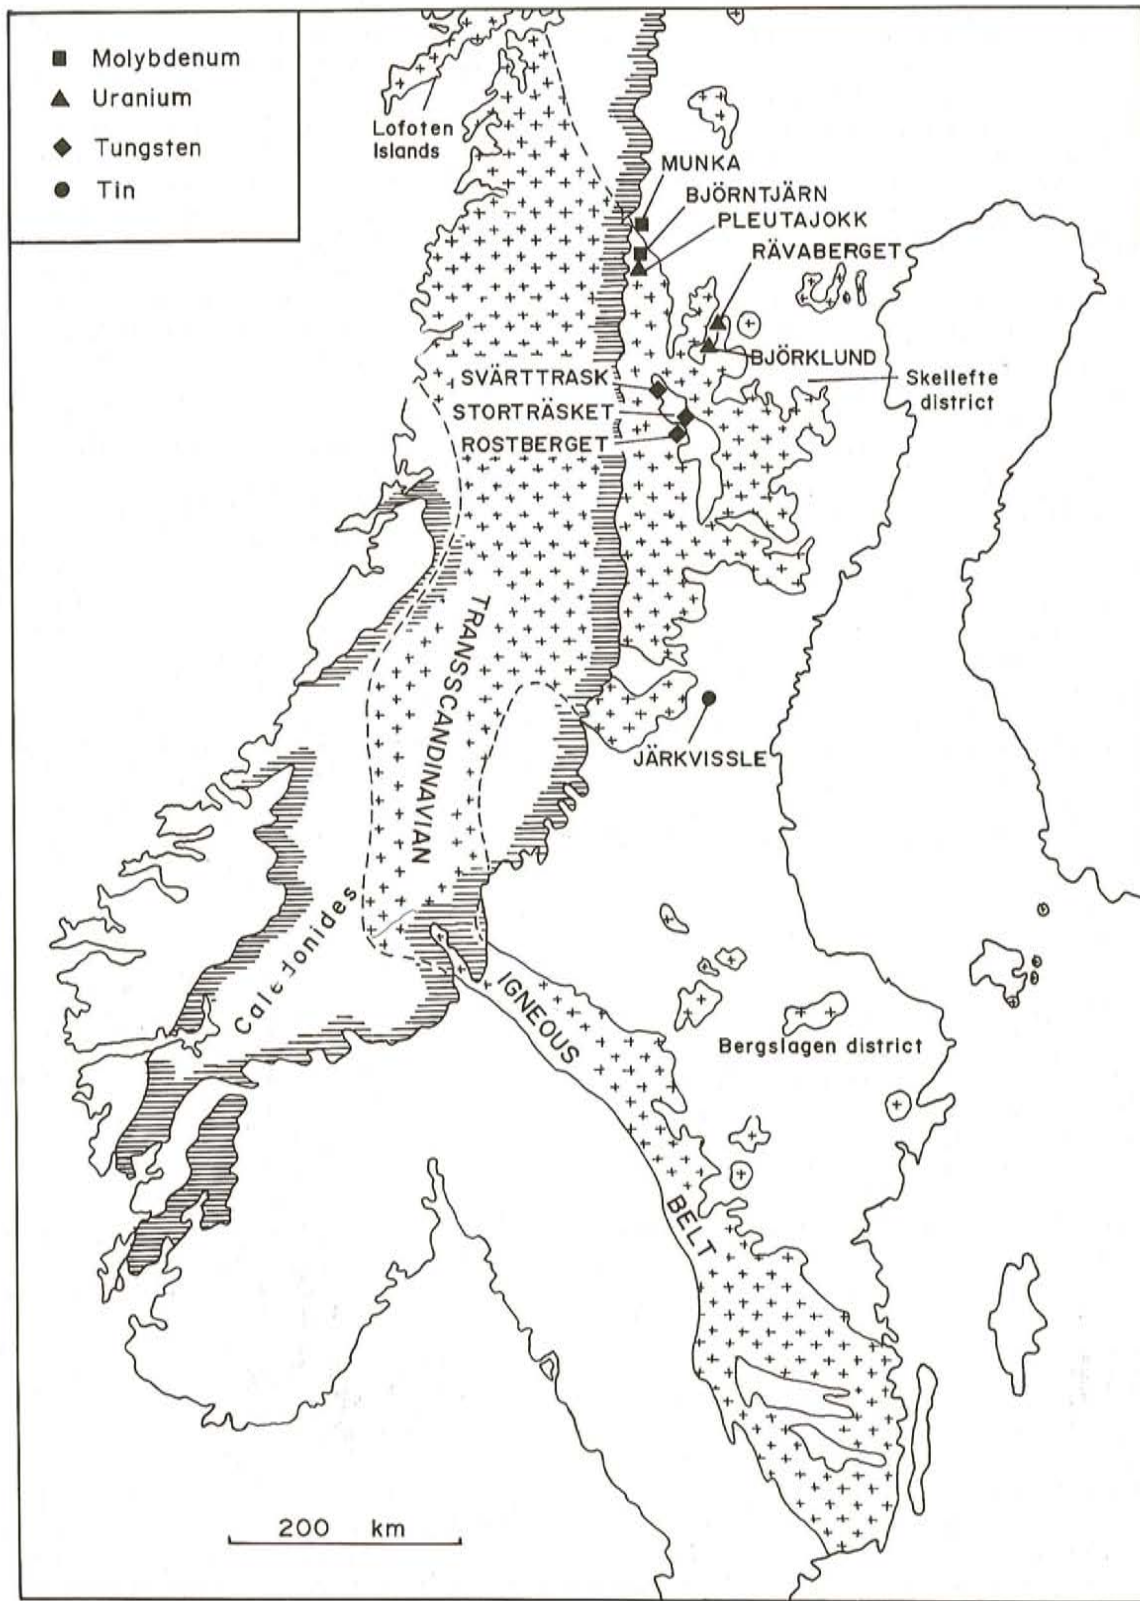 Molybdenum
Uranium
Tungsten
Tin
Lofoten
Islands
MUNKA
BJÖRNTJÄRN
PLEUTAJOKK
RÄVABERGET
BJÖRKLUND
SVÄRTTRASK
Skellefte
district
STORTRÄSKET
ROSTBERGET
TRANSSCANDINAVIAN
JÄRKVISSLE
Caledonides
IGNEOUS
Bergslagen district
BELT
200 km